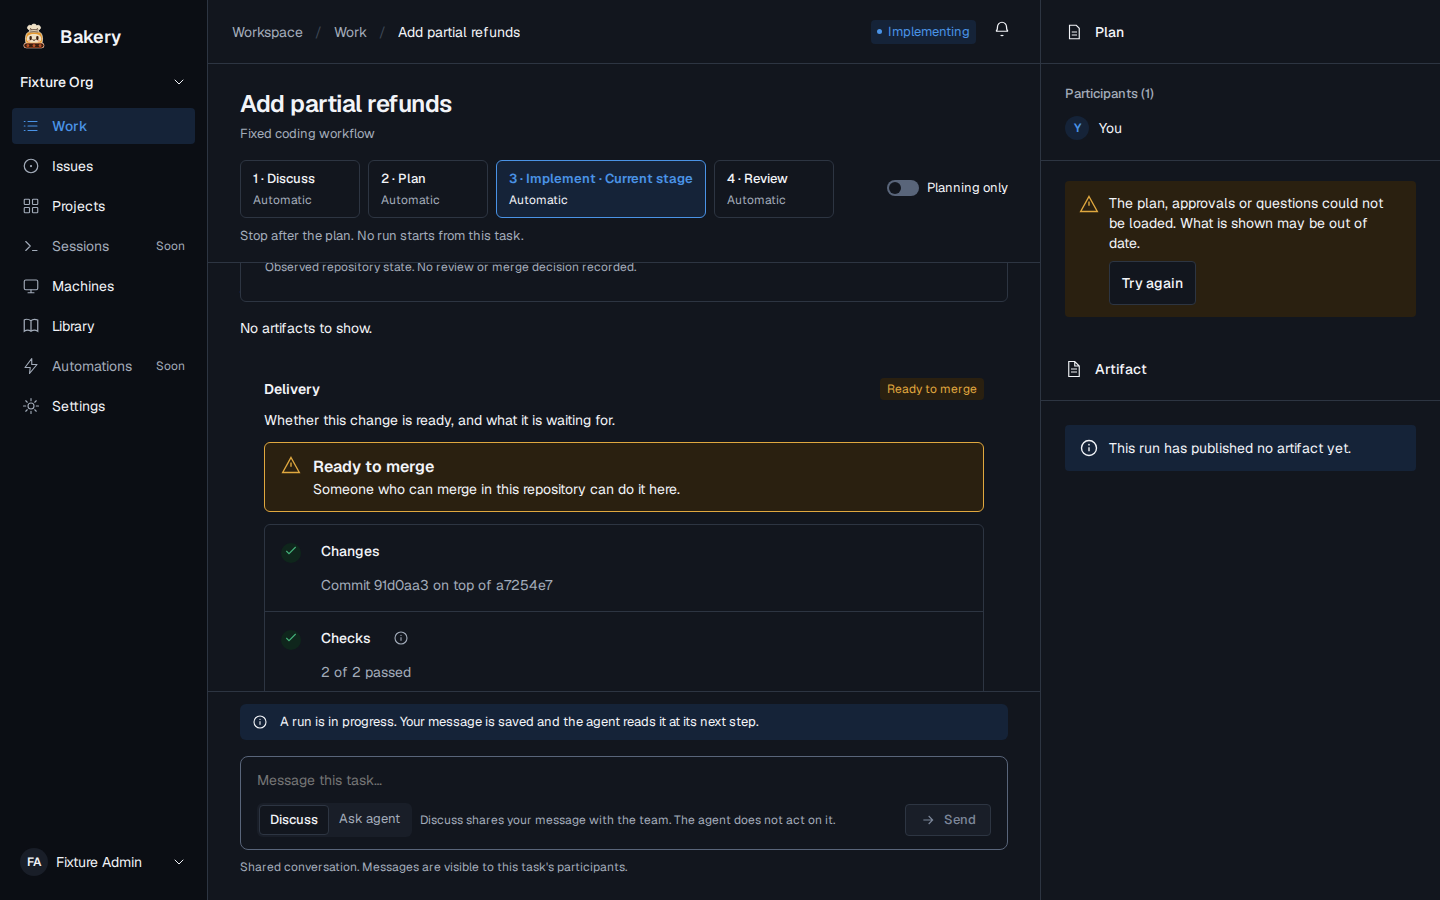 Bakery
Fixture Org
Work
Issues
Projects
Sessions Soon
Machines
Library
Automations Soon
Settings
FA Fixture Admin
Workspace / Work / Add partial refunds
Implementing
Add partial refunds
Fixed coding workflow
1 · Discuss
Automatic
2 · Plan
Automatic
3 · Implement · Current stage
Automatic
4 · Review
Automatic
Planning only
Stop after the plan. No run starts from this task.
Observed repository state. No review or merge decision recorded.
No artifacts to show.
Delivery
Ready to merge
Whether this change is ready, and what it is waiting for.
Ready to merge
Someone who can merge in this repository can do it here.
Changes
Commit 91d0aa3 on top of a7254e7
Checks
2 of 2 passed
A run is in progress. Your message is saved and the agent reads it at its next step.
Message this task…
Discuss
Ask agent
Discuss shares your message with the team. The agent does not act on it.
Send
Shared conversation. Messages are visible to this task's participants.
Plan
Participants (1)
Y You
The plan, approvals or questions could not
be loaded. What is shown may be out of
date.
Try again
Artifact
This run has published no artifact yet.